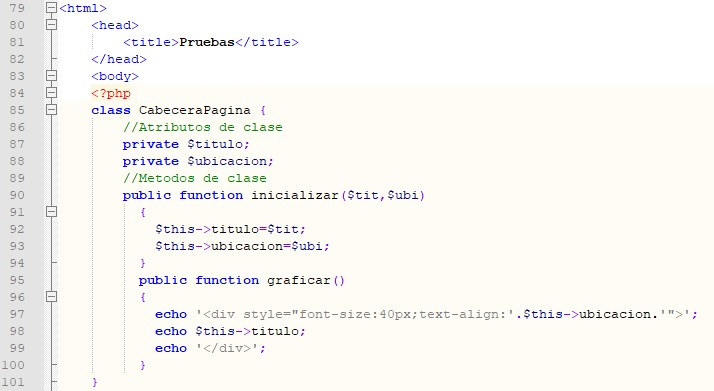 79 <html>
80 <head>
81 <title>Pruebas</title>
82 </head>
83 <body>
84 <?php
85 class CabeceraPagina {
86 //Atributos de clase
87 private $titulo;
88 private $ubicacion;
89 //Metodos de clase
90 public function inicializar($tit,$ubi)
91 {
92 $this->titulo=$tit;
93 $this->ubicacion=$ubi;
94 }
95 public function graficar()
96 {
97 echo '<div style="font-size:40px;text-align:'.$this->ubicacion.'">';
98 echo $this->titulo;
99 echo '</div>';
100 }
101 }